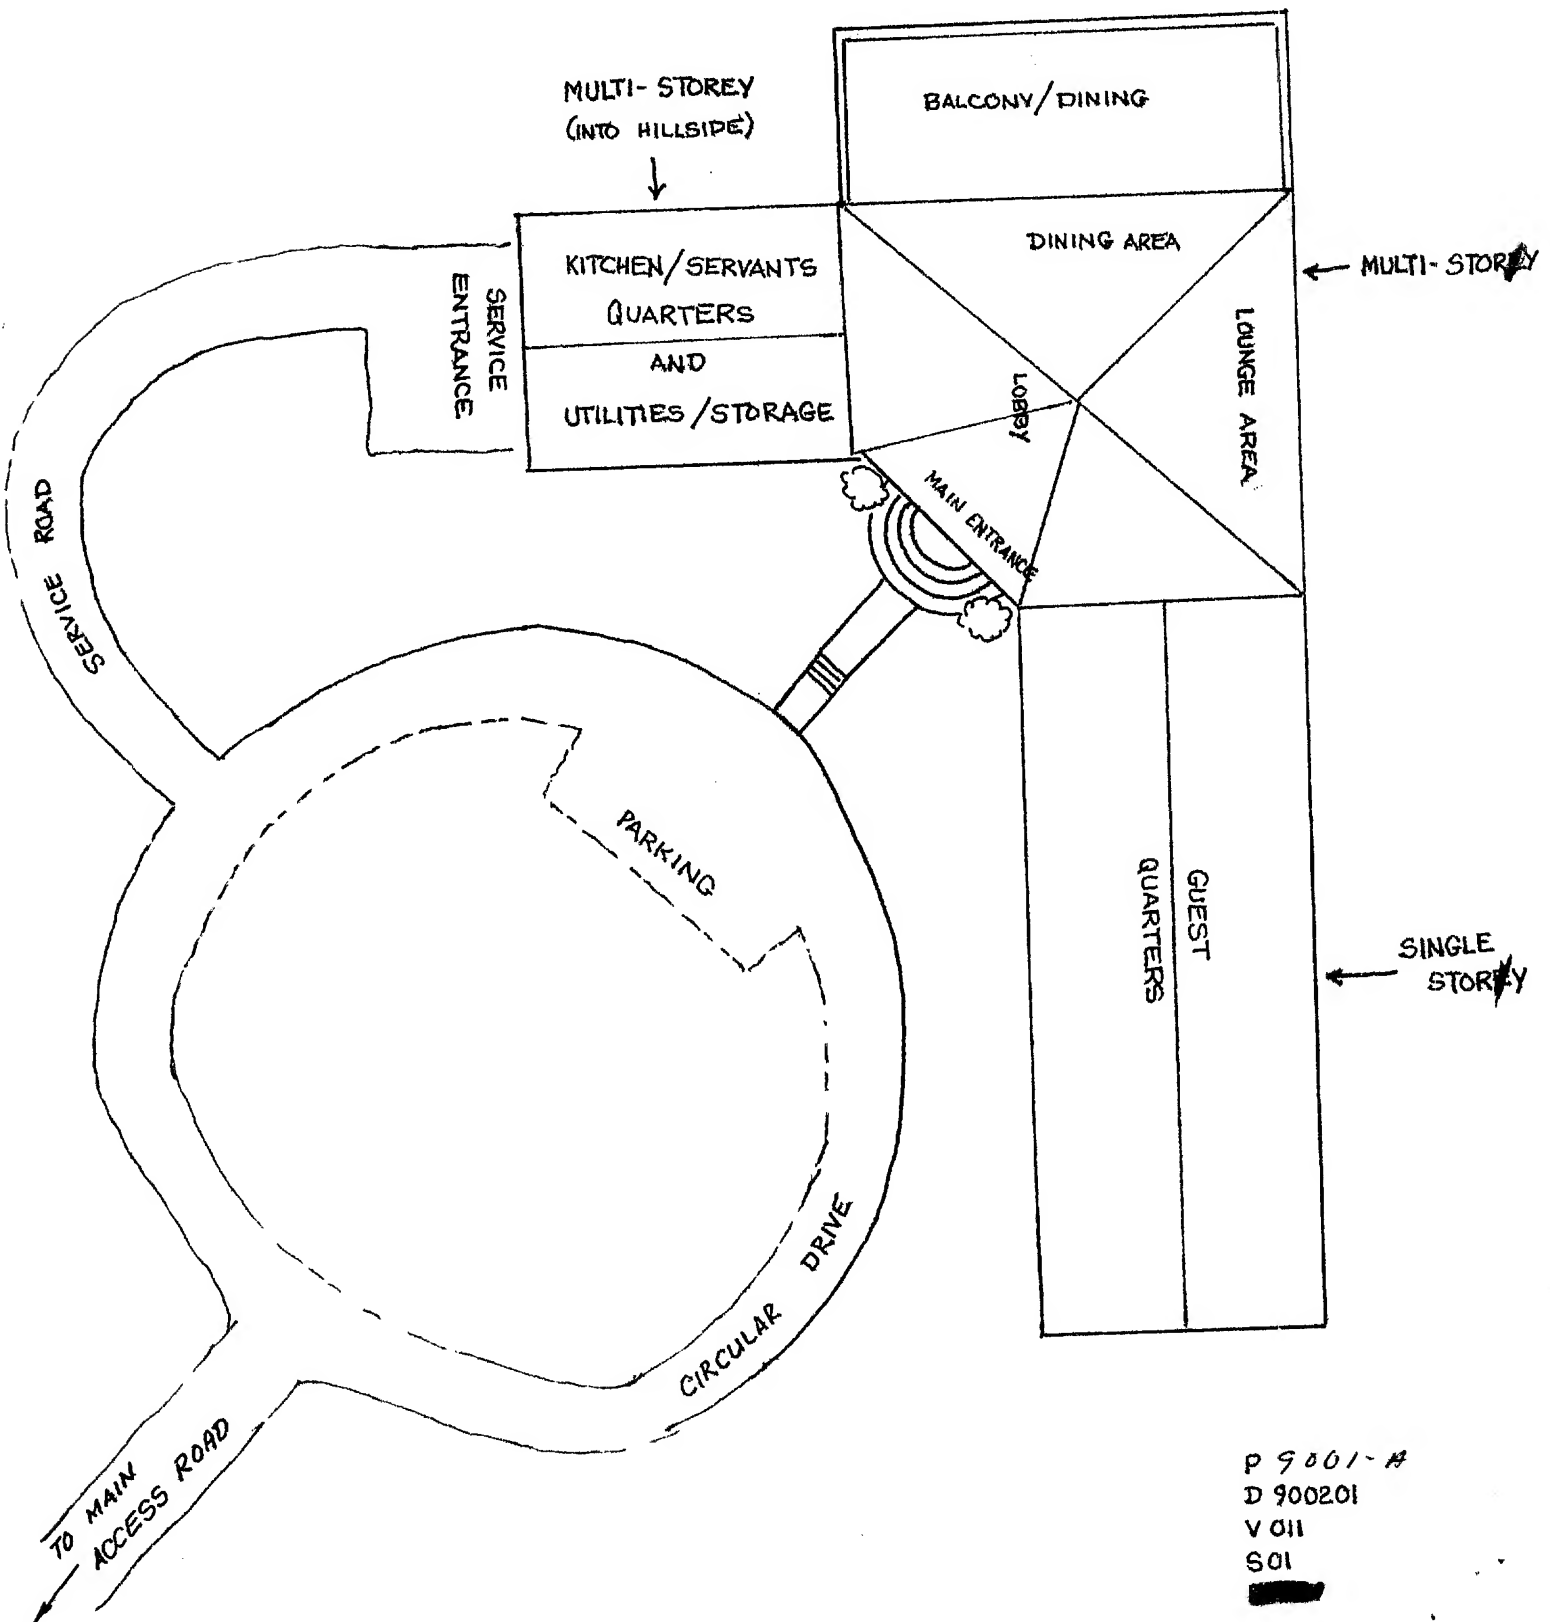 BALCONY/DINING
MULTI-STOREY
(INTO HILLSIDE)
DINING AREA
MULTI-STOREY
KITCHEN/SERVANTS
QUARTERS
AND
UTILITIES/STORAGE
SERVICE
ENTRANCE
LOUNGE AREA
LOBBY
MAIN ENTRANCE
SERVICE ROAD
PARKING
GUEST
QUARTERS
SINGLE
STOREY
CIRCULAR DRIVE
TO MAIN
ACCESS ROAD
P 9001-A
D 900201
V 011
S 01